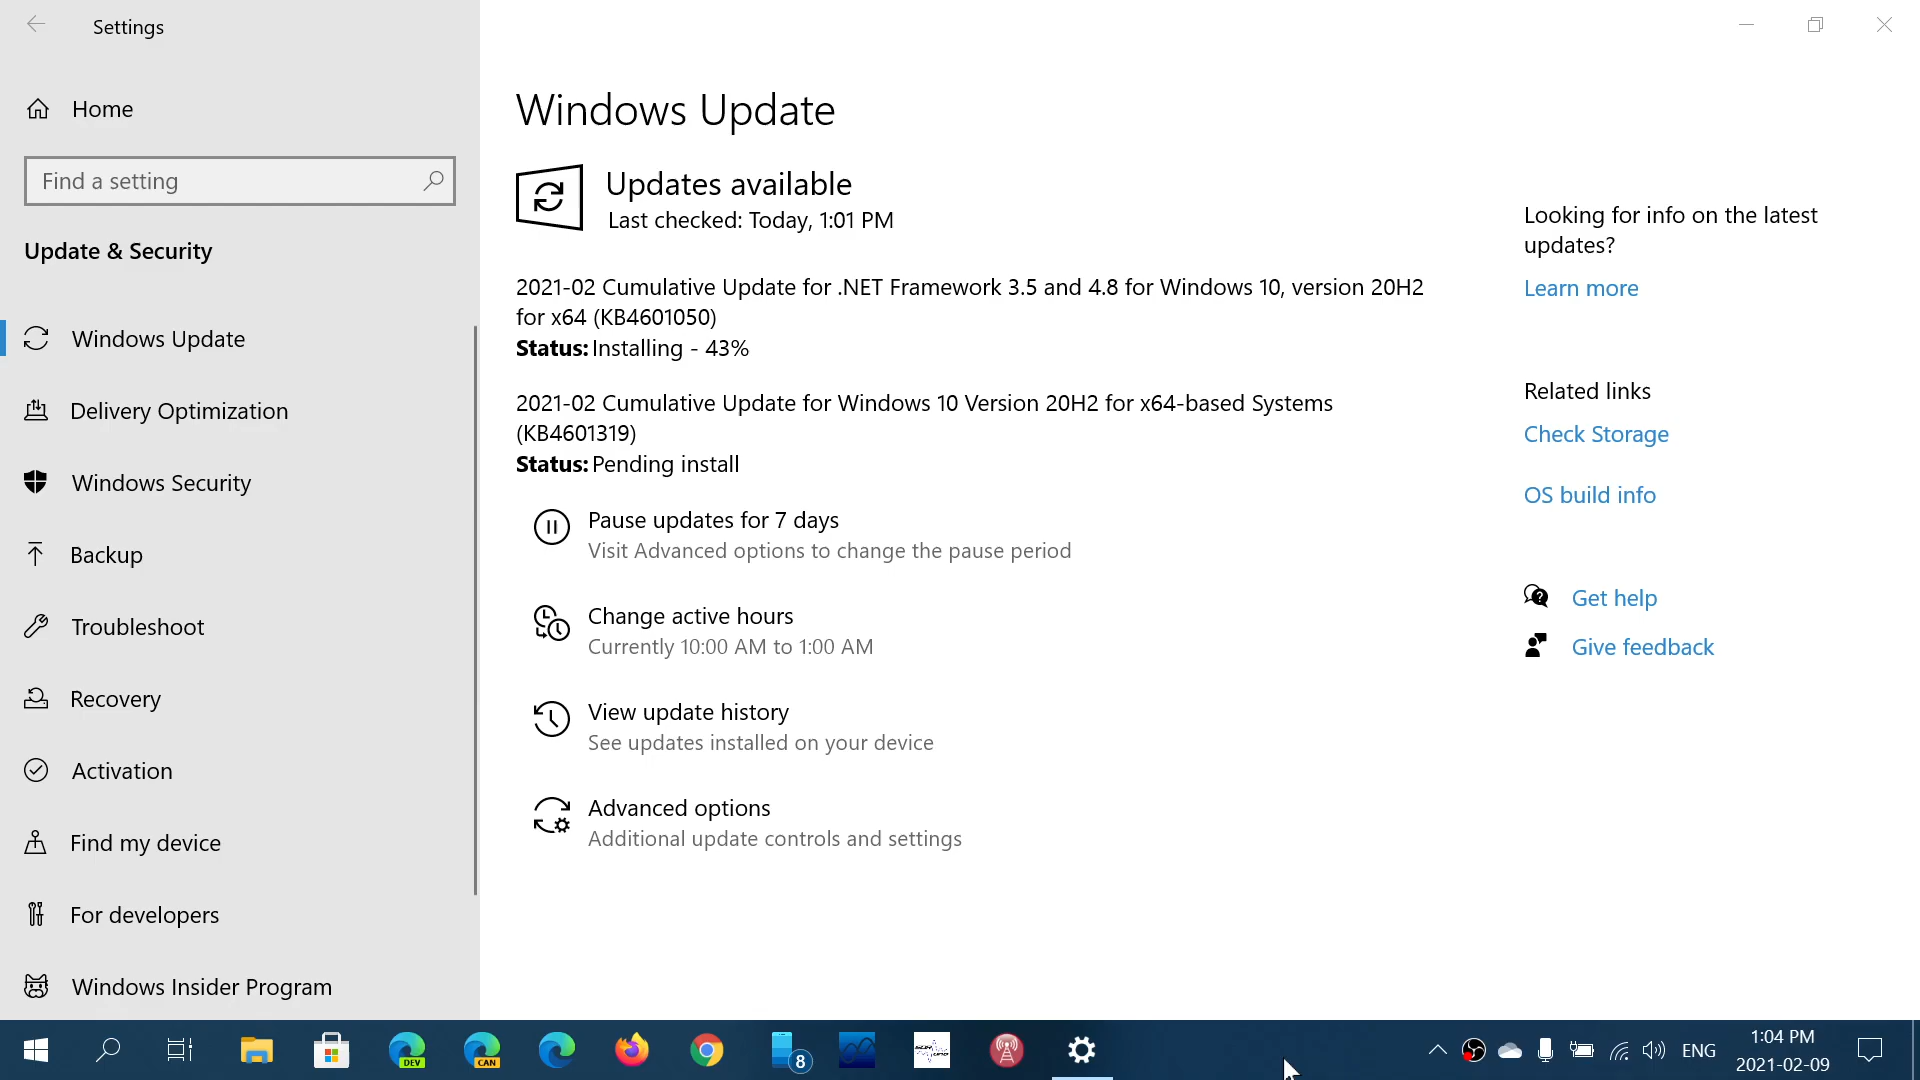 Settings
Home
Find a setting
Update & Security
Windows Update
Delivery Optimization
Windows Security
Backup
Troubleshoot
Recovery
Activation
Find my device
For developers
Windows Insider Program
Windows Update
Updates available
Last checked: Today, 1:01 PM
2021-02 Cumulative Update for .NET Framework 3.5 and 4.8 for Windows 10, version 20H2
for x64 (KB4601050)
Status: Installing - 43%
2021-02 Cumulative Update for Windows 10 Version 20H2 for x64-based Systems
(KB4601319)
Status: Pending install
Pause updates for 7 days
Visit Advanced options to change the pause period
Change active hours
Currently 10:00 AM to 1:00 AM
View update history
See updates installed on your device
Advanced options
Additional update controls and settings
Looking for info on the latest
updates?
Learn more
Related links
Check Storage
OS build info
Get help
Give feedback
DEV
CAN
8
ENG
1:04 PM
2021-02-09